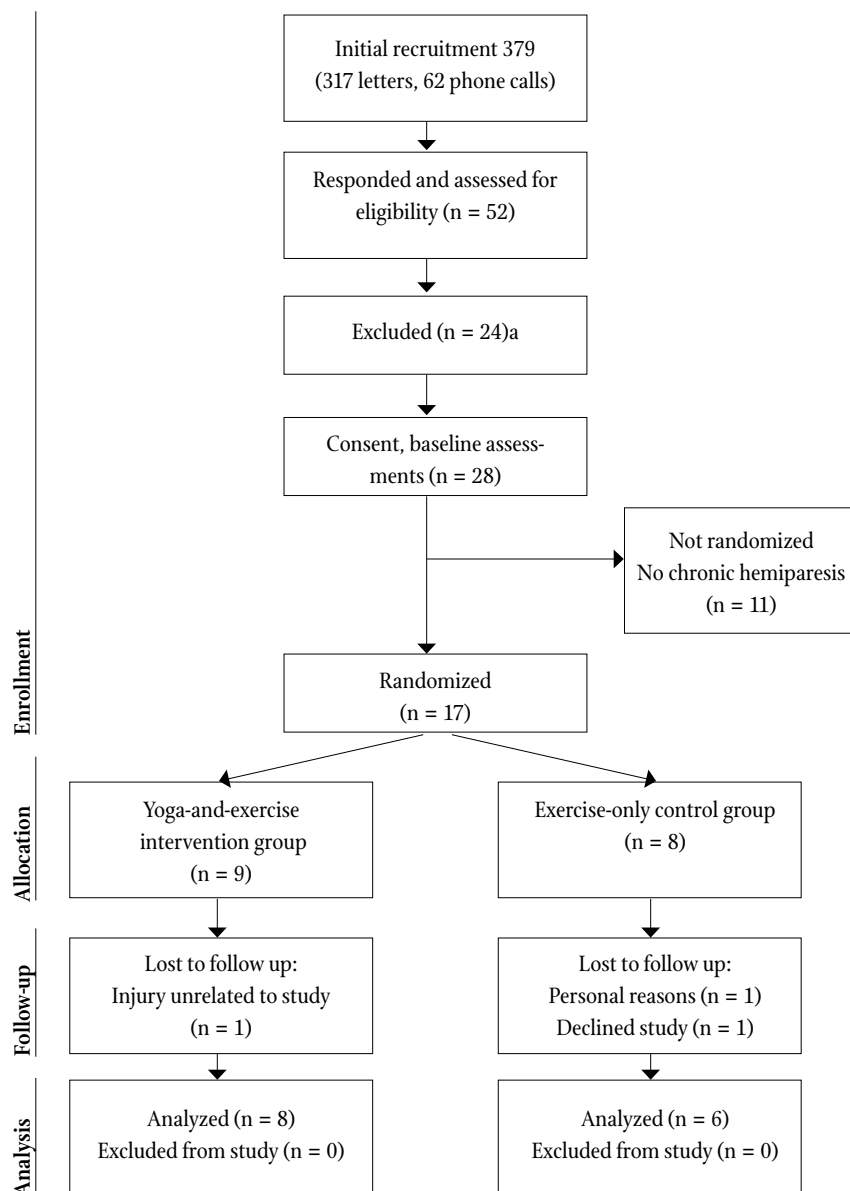 Initial recruitment 379
(317 letters, 62 phone calls)
Responded and assessed for
eligibility (n = 52)
Excluded (n = 24)a
Consent, baseline assess-
ments (n = 28)
Not randomized
No chronic hemiparesis
(n = 11)
Randomized
(n = 17)
Enrollment
Yoga-and-exercise
intervention group
(n = 9)
Exercise-only control group
(n = 8)
Allocation
Lost to follow up:
Injury unrelated to study
(n = 1)
Lost to follow up:
Personal reasons (n = 1)
Declined study (n = 1)
Follow-up
Analyzed (n = 8)
Excluded from study (n = 0)
Analyzed (n = 6)
Excluded from study (n = 0)
Analysis